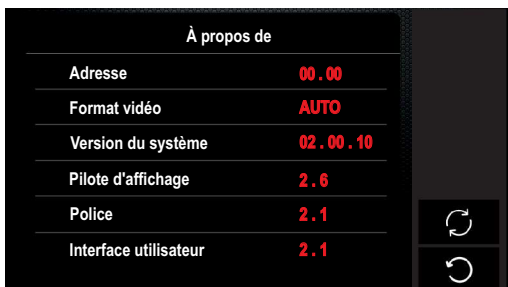 À propos de
Adresse 00.00
Format vidéo AUTO
Version du système 02.00.10
Pilote d'affichage 2.6
Police 2.1
Interface utilisateur 2.1